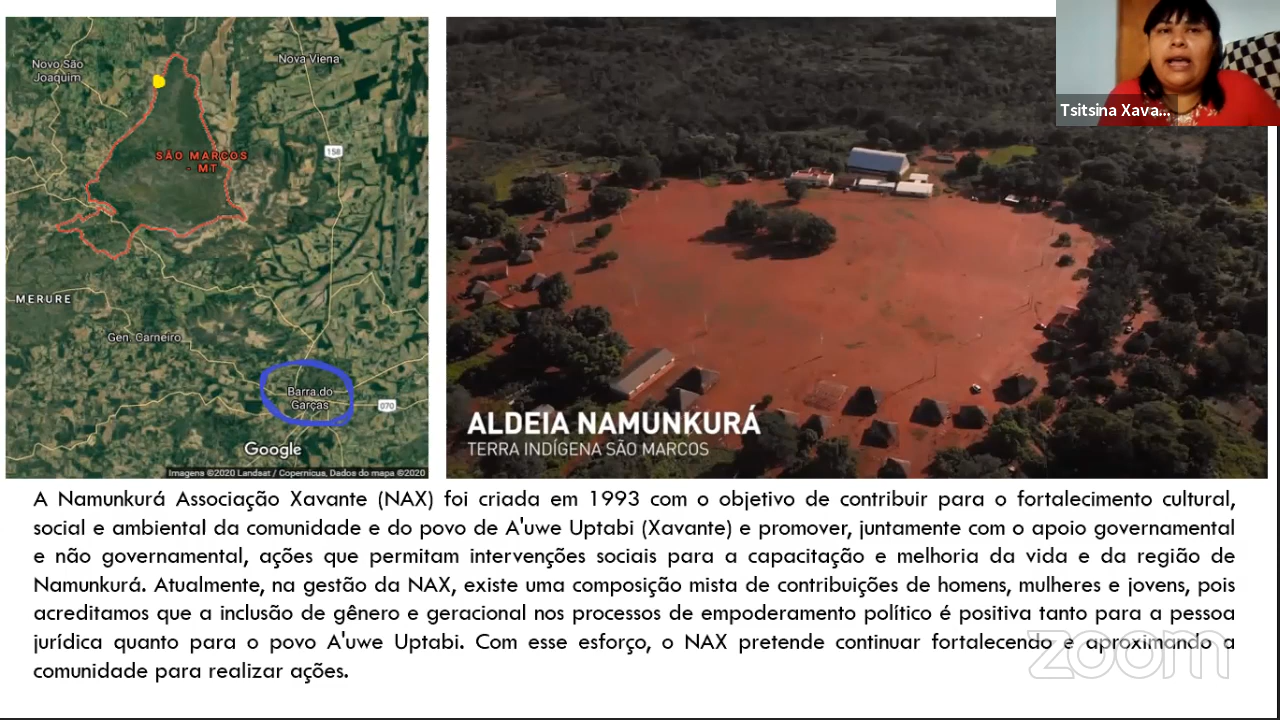 Novo São
Joaquim
Nova Viena
158
SÃO MARCOS
- MT
MERURE
Gen. Carneiro
Barra do
Garças
070
Google
Imagens ©2020 Landsat / Copernicus, Dados do mapa ©2020
Tsitsina Xava...
ALDEIA NAMUNKURÁ
TERRA INDÍGENA SÃO MARCOS
A Namunkurá Associação Xavante (NAX) foi criada em 1993 com o objetivo de contribuir para o fortalecimento cultural,
social e ambiental da comunidade e do povo de A'uwe Uptabi (Xavante) e promover, juntamente com o apoio governamental
e não governamental, ações que permitam intervenções sociais para a capacitação e melhoria da vida e da região de
Namunkurá. Atualmente, na gestão da NAX, existe uma composição mista de contribuições de homens, mulheres e jovens, pois
acreditamos que a inclusão de gênero e geracional nos processos de empoderamento político é positiva tanto para a pessoa
jurídica quanto para o povo A'uwe Uptabi. Com esse esforço, o NAX pretende continuar fortalecendo e aproximando a
comunidade para realizar ações.
zoom